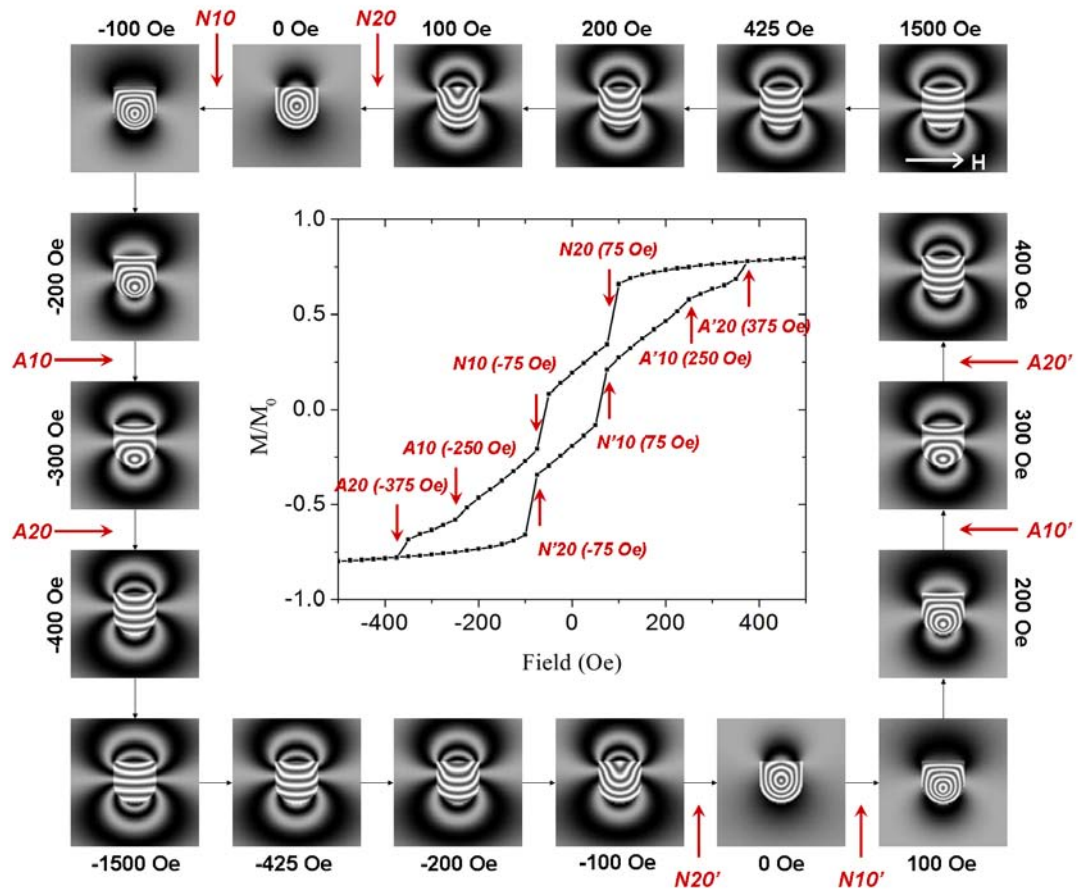 N10
N20
-100 Oe
0 Oe
100 Oe
200 Oe
425 Oe
1500 Oe
H
-200 Oe
A10
-300 Oe
A20
-400 Oe
1.0
0.5
0.0
-0.5
-1.0
M/M0
N20 (75 Oe)
A'20 (375 Oe)
N10 (-75 Oe)
A'10 (250 Oe)
A10 (-250 Oe)
N'10 (75 Oe)
A20 (-375 Oe)
N'20 (-75 Oe)
-400
-200
0
200
400
Field (Oe)
400 Oe
A20'
300 Oe
A10'
200 Oe
-1500 Oe
-425 Oe
-200 Oe
-100 Oe
N20'
0 Oe
N10'
100 Oe